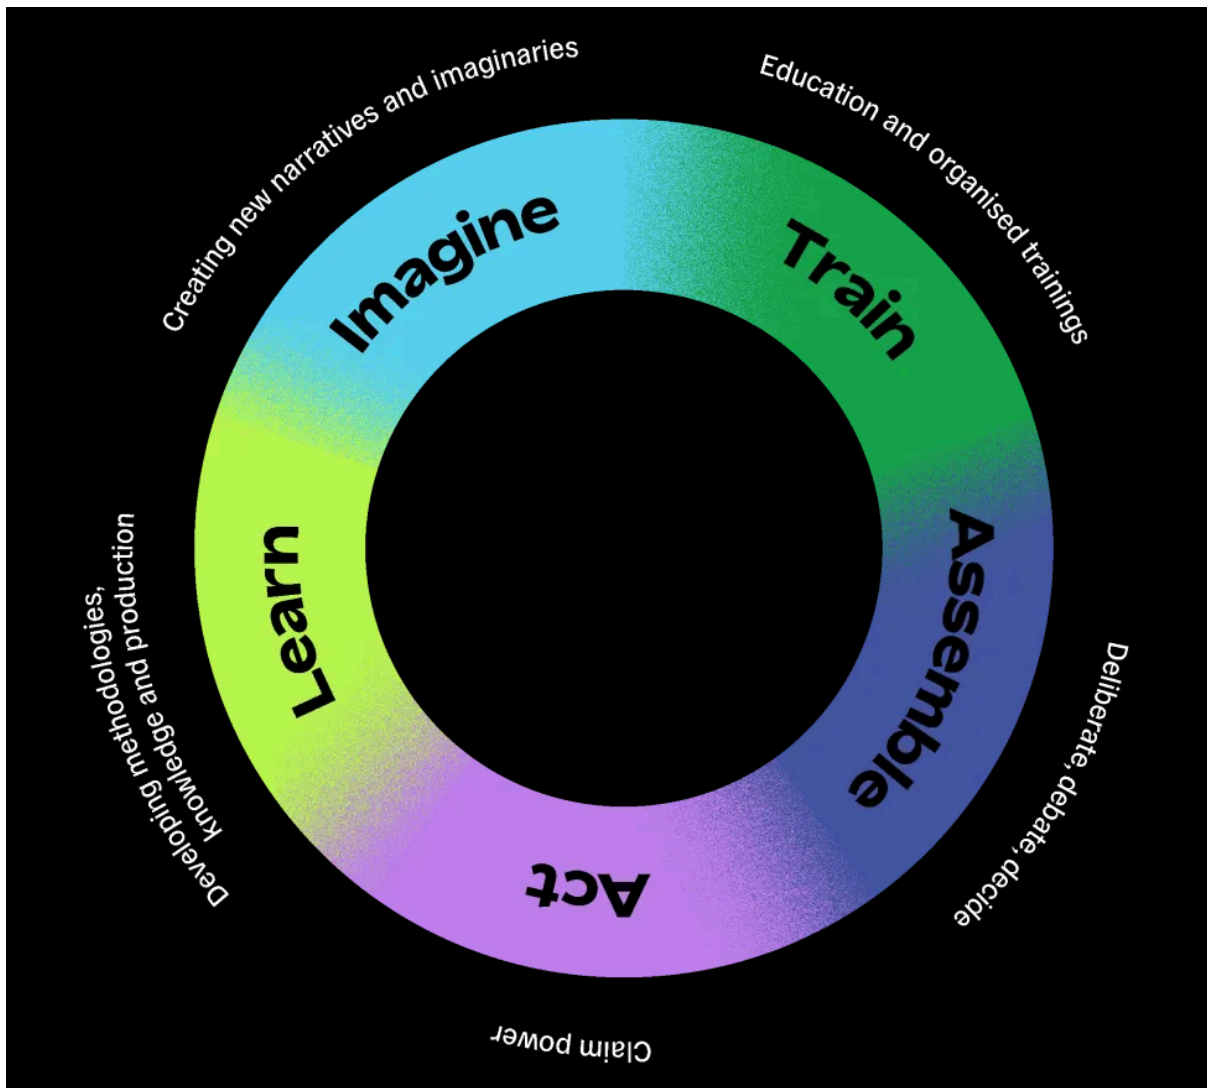 Creating new narratives and imaginaries
Imagine
Education and organised trainings
Train
Deliberate, debate, decide
Assemble
Claim power
Act
Developing methodologies,
knowledge and production
Learn